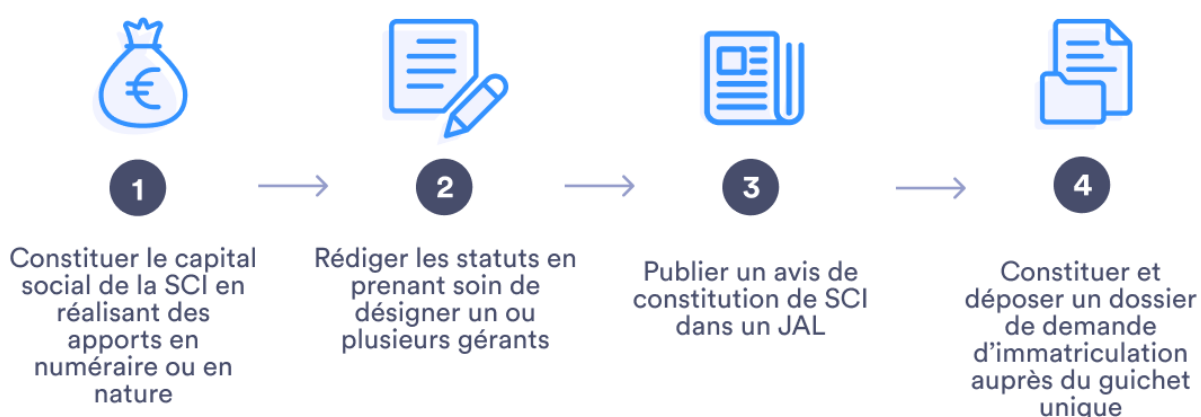 €
1
Constituer le capital
social de la SCI en
réalisant des
apports en
numéraire ou en
nature
2
Rédiger les statuts en
prenant soin de
désigner un ou
plusieurs gérants
3
Publier un avis de
constitution de SCI
dans un JAL
4
Constituer et
déposer un dossier
de demande
d’immatriculation
auprès du guichet
unique